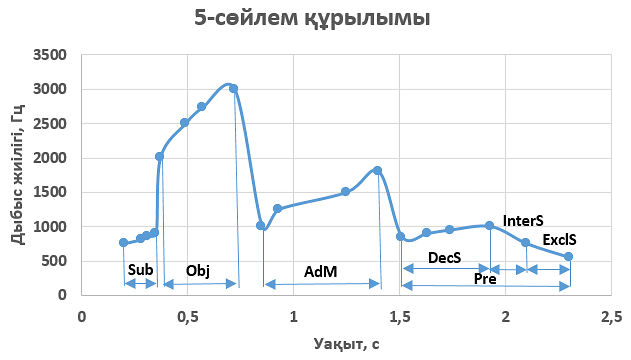 5-сөйлем құрылымы
Дыбыс жиілігі, Гц
3500
3000
2500
2000
1500
1000
500
0
Sub
Obj
AdM
DecS
InterS
ExclS
Pre
0
0,5
1
1,5
2
2,5
Уақыт, с